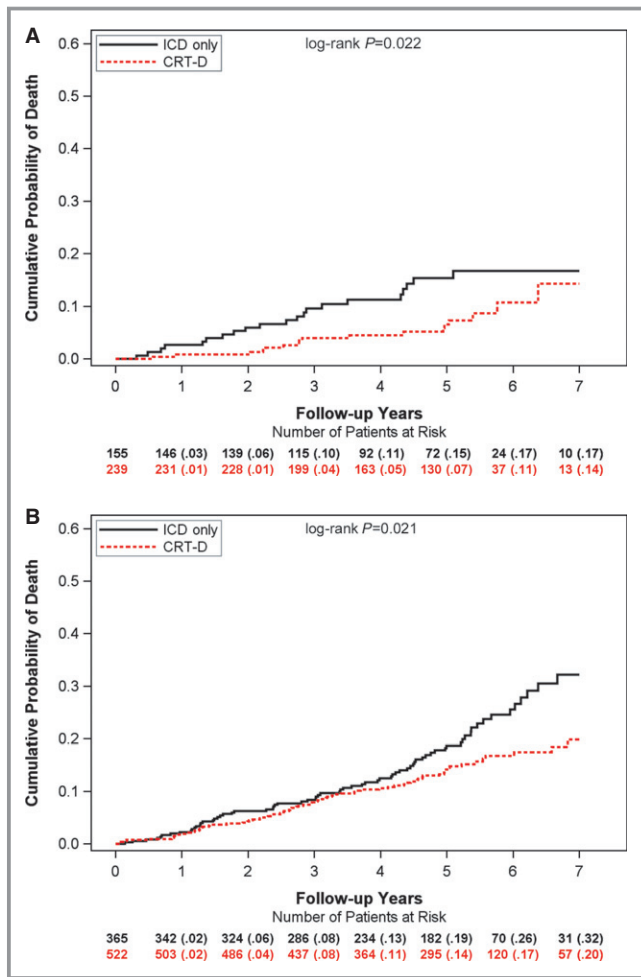 A
ICD only
CRT-D
log-rank P=0.022
Cumulative Probability of Death
0.6
0.5
0.4
0.3
0.2
0.1
0.0
0 1 2 3 4 5 6 7
Follow-up Years
Number of Patients at Risk
155 146 (.03) 139 (.06) 115 (.10) 92 (.11) 72 (.15) 24 (.17) 10 (.17)
239 231 (.01) 228 (.01) 199 (.04) 163 (.05) 130 (.07) 37 (.11) 13 (.14)
B
ICD only
CRT-D
log-rank P=0.021
Cumulative Probability of Death
0.6
0.5
0.4
0.3
0.2
0.1
0.0
0 1 2 3 4 5 6 7
Follow-up Years
Number of Patients at Risk
365 342 (.02) 324 (.06) 286 (.08) 234 (.13) 182 (.19) 70 (.26) 31 (.32)
522 503 (.02) 486 (.04) 437 (.08) 364 (.11) 295 (.14) 120 (.17) 57 (.20)